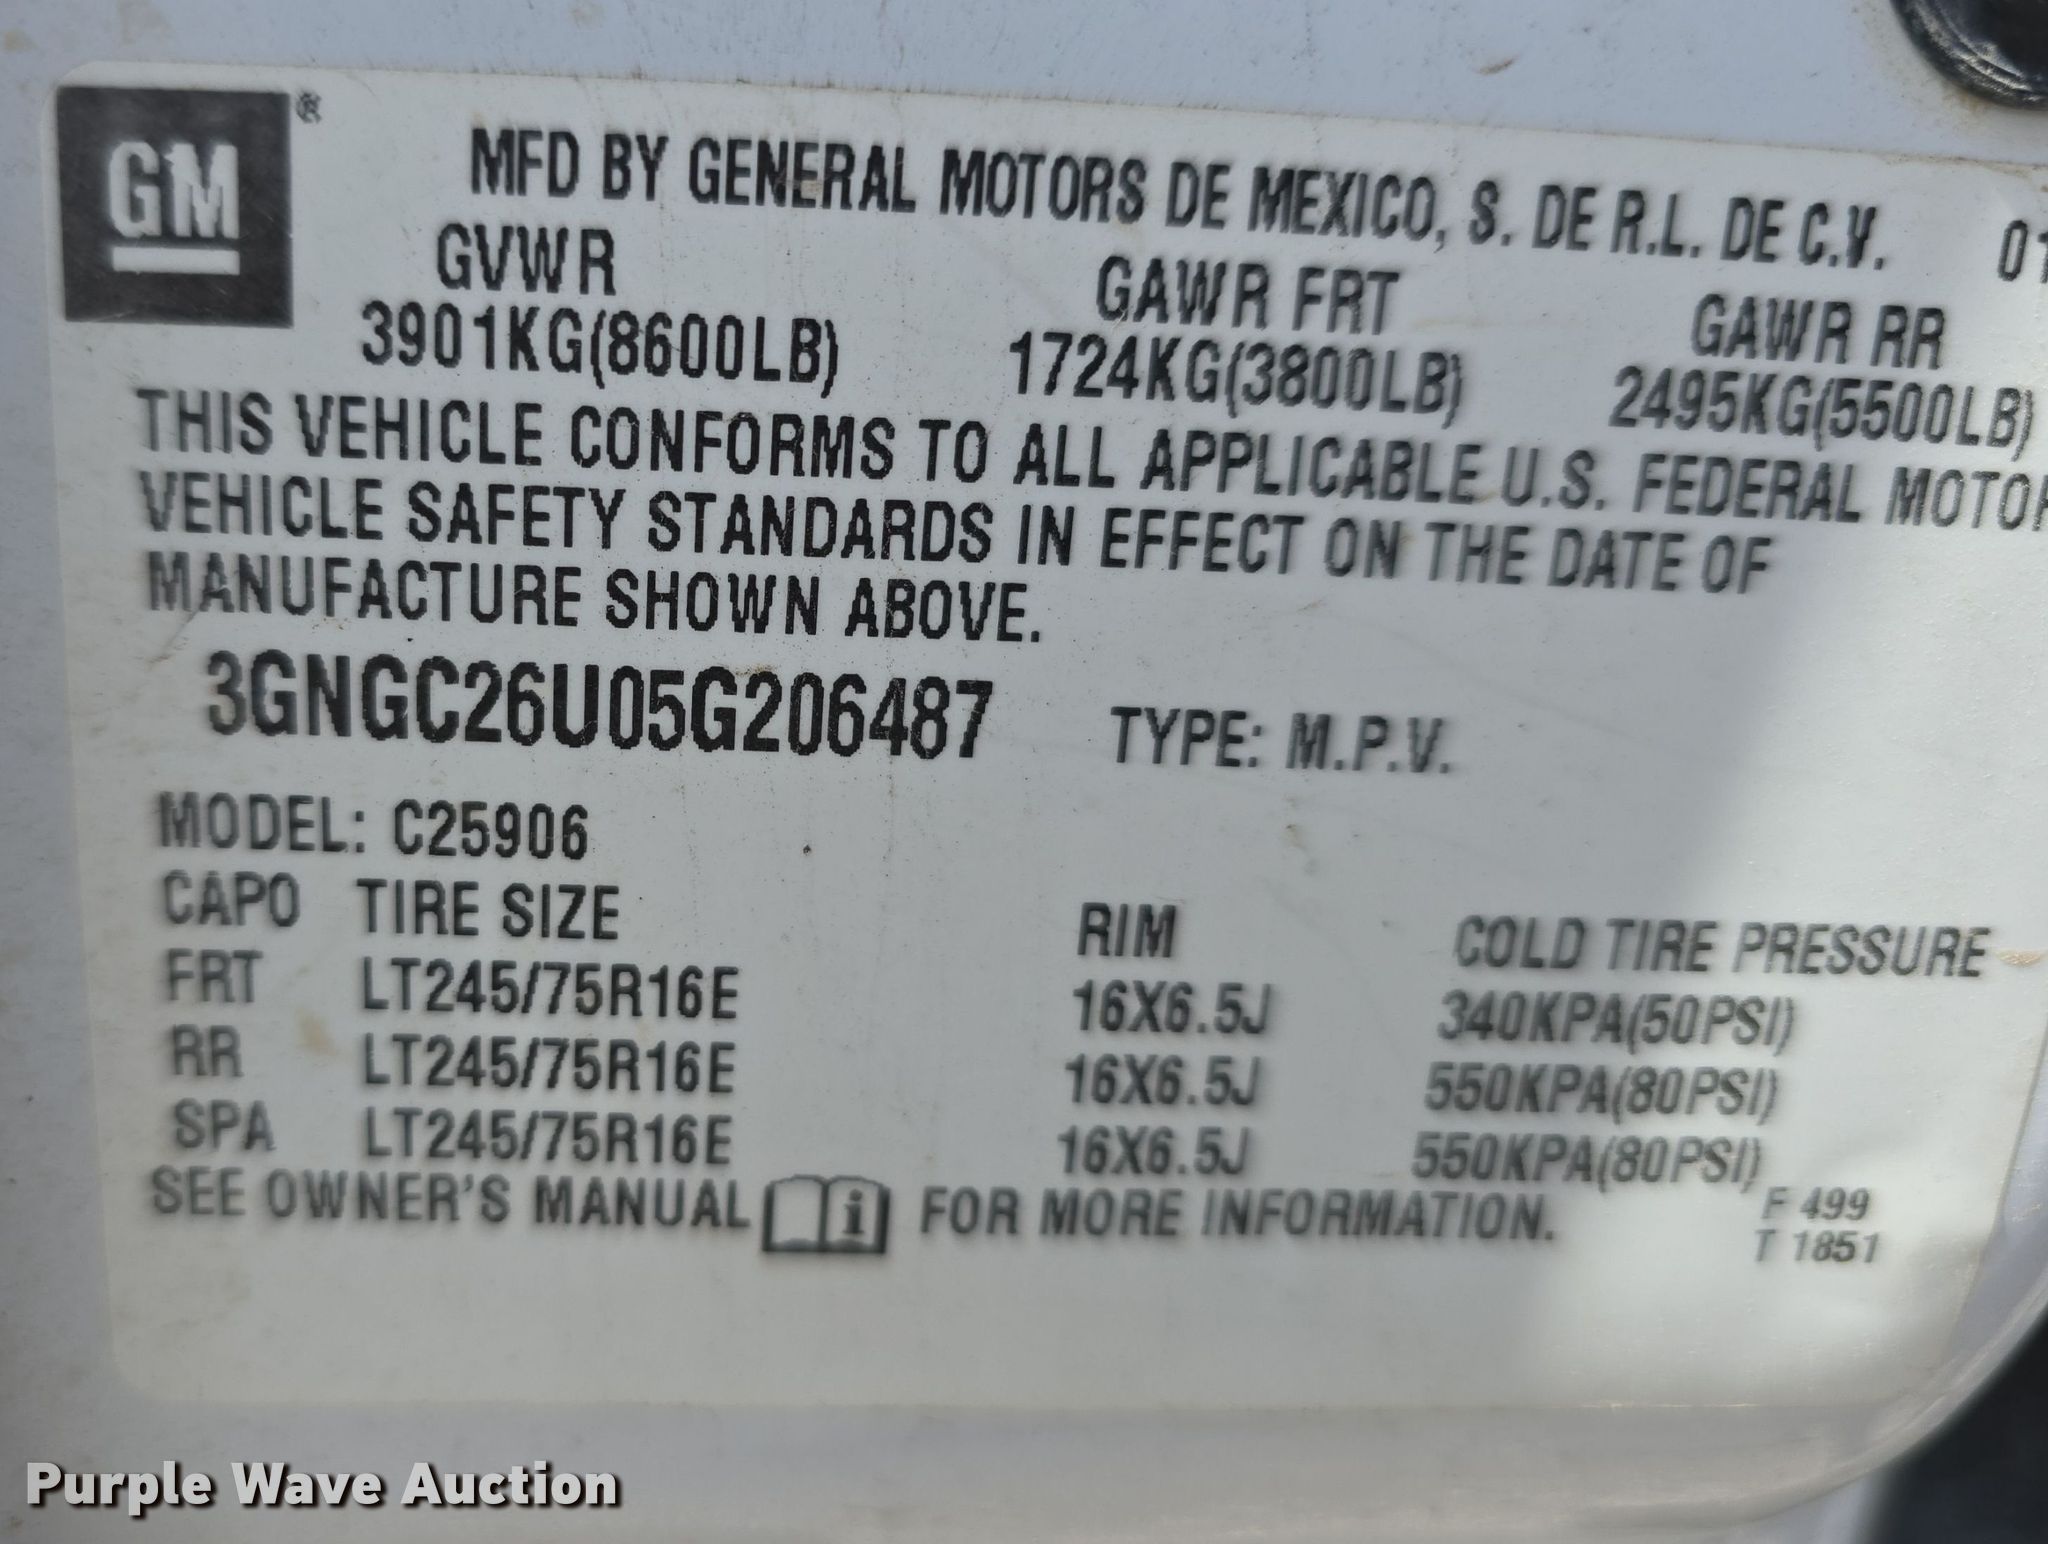 GM®
MFD BY GENERAL MOTORS DE MEXICO, S. DE R.L. DE C.V. 01
GVWR GAWR FRT GAWR RR
3901KG(8600LB) 1724KG(3800LB) 2495KG(5500LB)
THIS VEHICLE CONFORMS TO ALL APPLICABLE U.S. FEDERAL MOTOR
VEHICLE SAFETY STANDARDS IN EFFECT ON THE DATE OF
MANUFACTURE SHOWN ABOVE.
3GNGC26U05G206487 TYPE: M.P.V.
MODEL: C25906
CAPO TIRE SIZE RIM COLD TIRE PRESSURE
FRT LT245/75R16E 16X6.5J 340KPA(50PSI)
RR LT245/75R16E 16X6.5J 550KPA(80PSI)
SPA LT245/75R16E 16X6.5J 550KPA(80PSI)
SEE OWNER'S MANUAL i FOR MORE INFORMATION.
F 499
T 1851
Purple Wave Auction